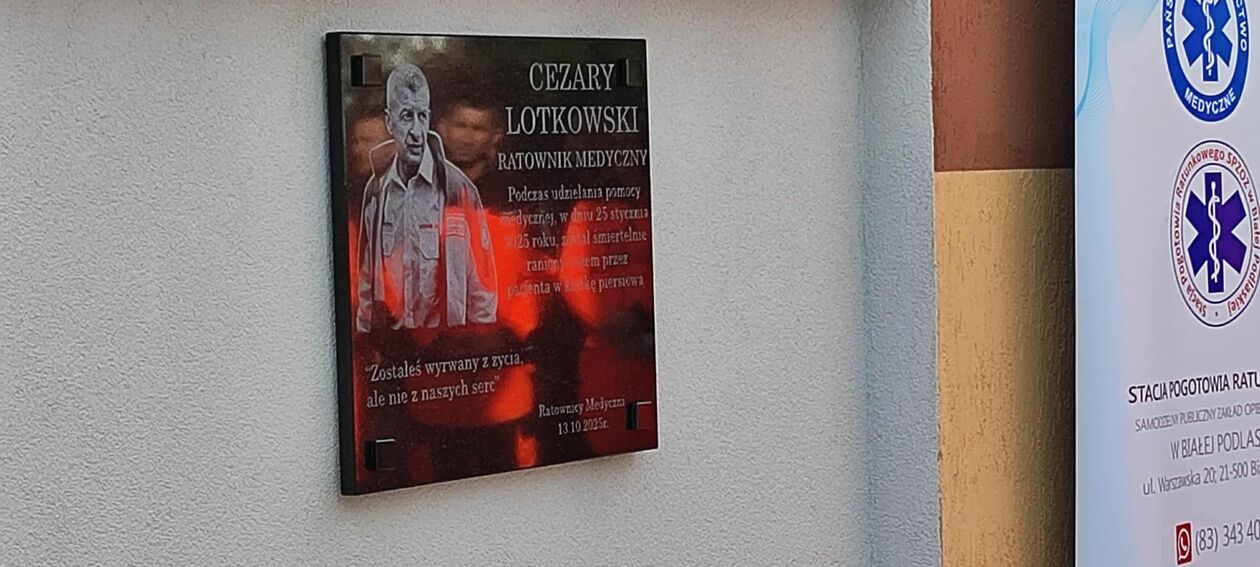 CEZARY
LOTKOWSKI
RATOWNIK MEDYCZNY
Podczas udzielania pomocy
medycznej, w dniu 25 stycznia
2025 roku, został śmiertelnie
raniony nożem przez
pacjenta w klatkę piersiową
"Zostałeś wyrwany z życia,
ale nie z naszych serc"
Ratownicy Medyczni
13.10.2025r.
MEDYCZNE
Stacja Pogotowia Ratunkowego SPZOZ w Białej Podlaskiej
STACJA POGOTOWIA RATU
SAMODZIELNY PUBLICZNY ZAKŁAD OPIE
W BIAŁEJ PODLAS
ul. Warszawska 20; 21-500 Bi
(83) 343 40